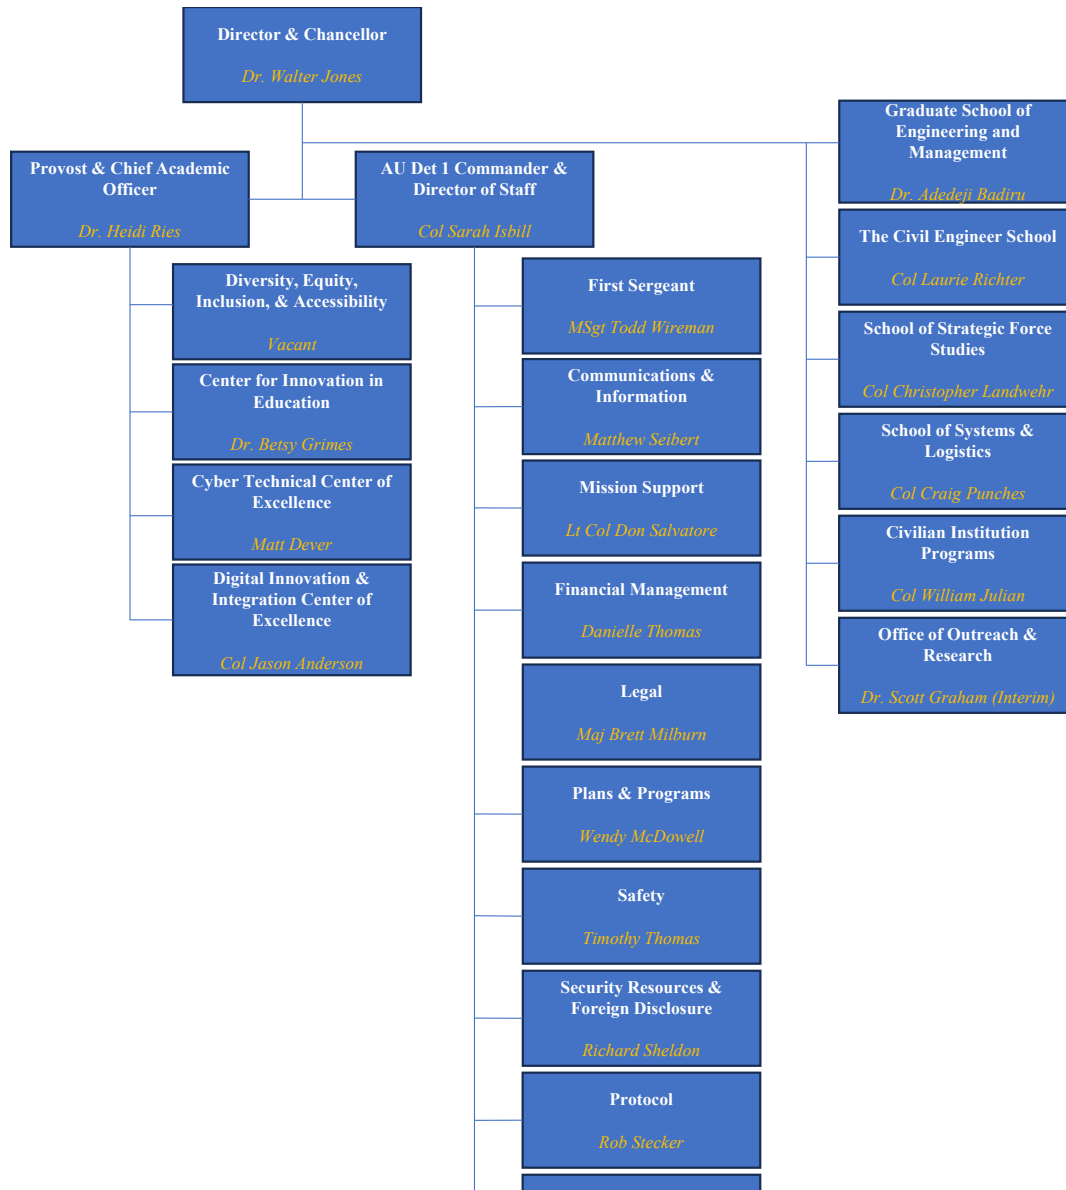 Director & Chancellor
Dr. Walter Jones
Provost & Chief Academic
Officer
Dr. Heidi Ries
AU Det 1 Commander &
Director of Staff
Col Sarah Isbill
Diversity, Equity,
Inclusion, & Accessibility
Vacant
Center for Innovation in
Education
Dr. Betsy Grimes
Cyber Technical Center of
Excellence
Matt Dever
Digital Innovation &
Integration Center of
Excellence
Col Jason Anderson
First Sergeant
MSgt Todd Wireman
Communications &
Information
Matthew Seibert
Mission Support
Lt Col Don Salvatore
Financial Management
Danielle Thomas
Legal
Maj Brett Milburn
Plans & Programs
Wendy McDowell
Safety
Timothy Thomas
Security Resources &
Foreign Disclosure
Richard Sheldon
Protocol
Rob Stecker
Graduate School of
Engineering and
Management
Dr. Adedeji Badiru
The Civil Engineer School
Col Laurie Richter
School of Strategic Force
Studies
Col Christopher Landwehr
School of Systems &
Logistics
Col Craig Punches
Civilian Institution
Programs
Col William Julian
Office of Outreach &
Research
Dr. Scott Graham (Interim)